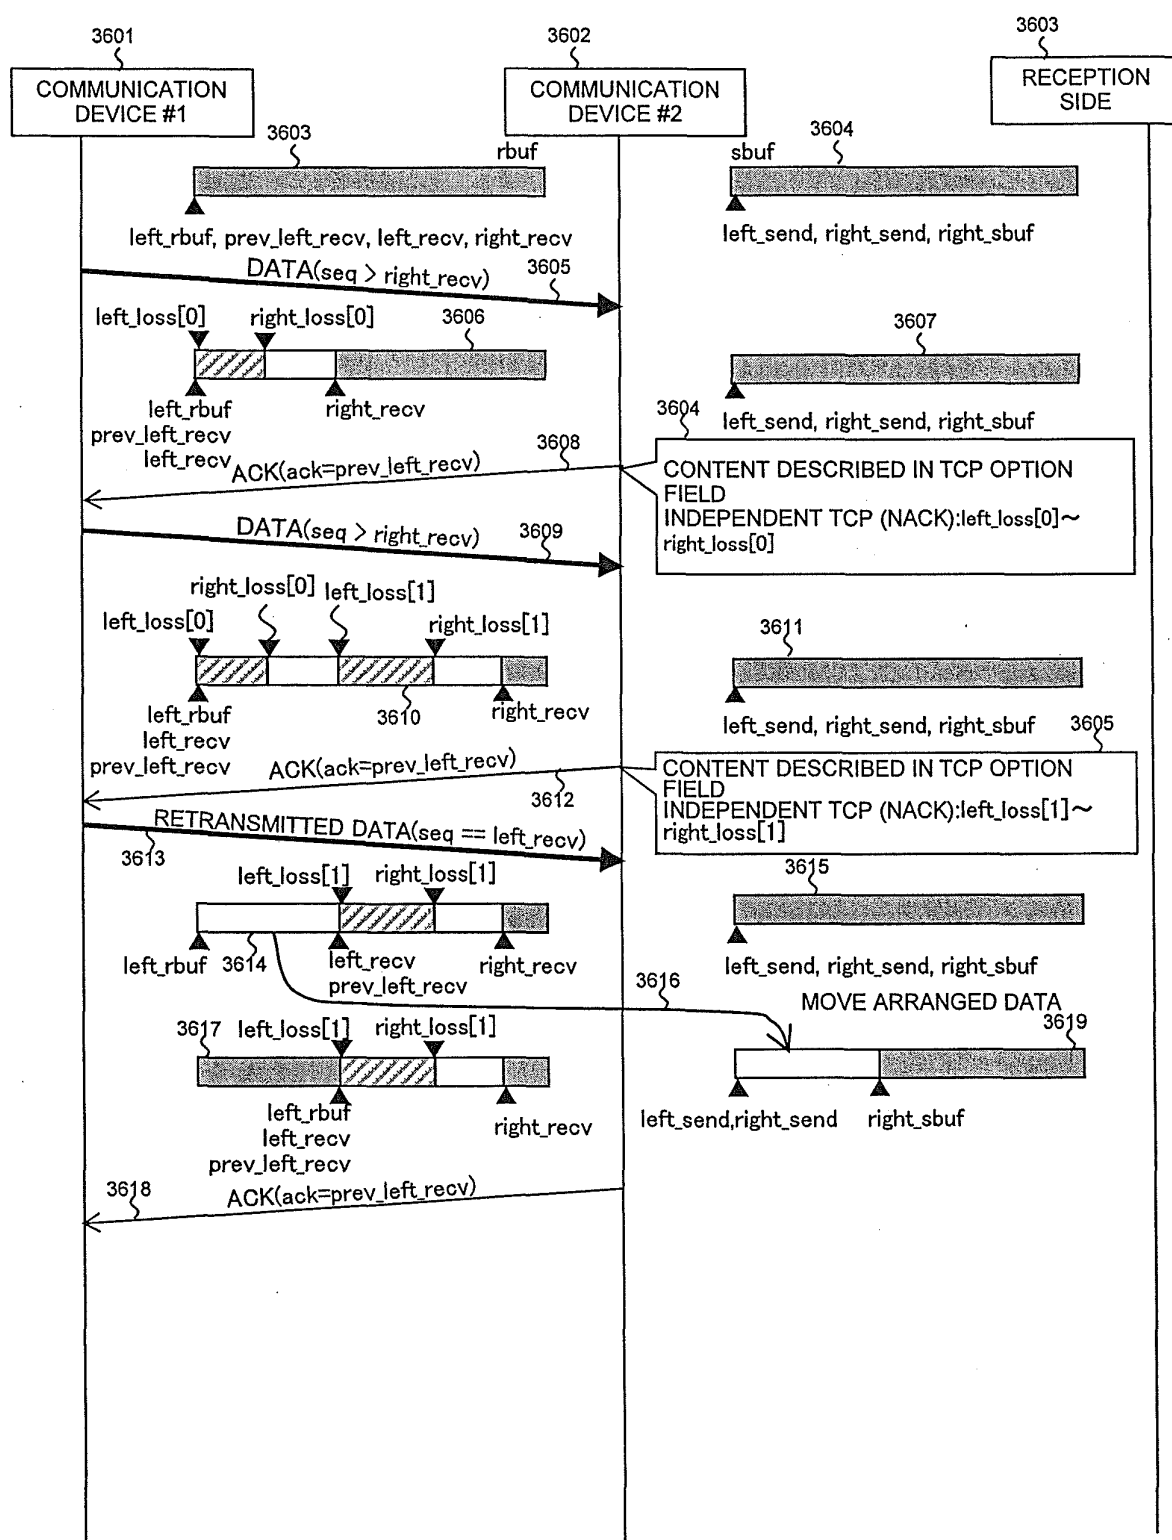 3601
3602
3603
COMMUNICATION
DEVICE #1
COMMUNICATION
DEVICE #2
RECEPTION
SIDE
3603
rbuf
sbuf
3604
left_rbuf, prev_left_recv, left_recv, right_recv
left_send, right_send, right_sbuf
DATA(seq > right_recv)
3605
left_loss[0]
right_loss[0]
3606
3607
left_rbuf
prev_left_recv
left_recv
right_recv
left_send, right_send, right_sbuf
3604
3608
ACK(ack=prev_left_recv)
CONTENT DESCRIBED IN TCP OPTION
FIELD
INDEPENDENT TCP (NACK):left_loss[0]~
right_loss[0]
DATA(seq > right_recv)
3609
right_loss[0]
left_loss[1]
left_loss[0]
right_loss[1]
3611
left_rbuf
left_recv
prev_left_recv
3610
right_recv
left_send, right_send, right_sbuf
3605
ACK(ack=prev_left_recv)
3612
CONTENT DESCRIBED IN TCP OPTION
FIELD
INDEPENDENT TCP (NACK):left_loss[1]~
right_loss[1]
RETRANSMITTED DATA(seq == left_recv)
3613
left_loss[1]
right_loss[1]
3615
left_rbuf
3614
left_recv
prev_left_recv
right_recv
left_send, right_send, right_sbuf
3616
MOVE ARRANGED DATA
3617
left_loss[1]
right_loss[1]
3619
left_rbuf
left_recv
prev_left_recv
right_recv
left_send,right_send
right_sbuf
3618
ACK(ack=prev_left_recv)